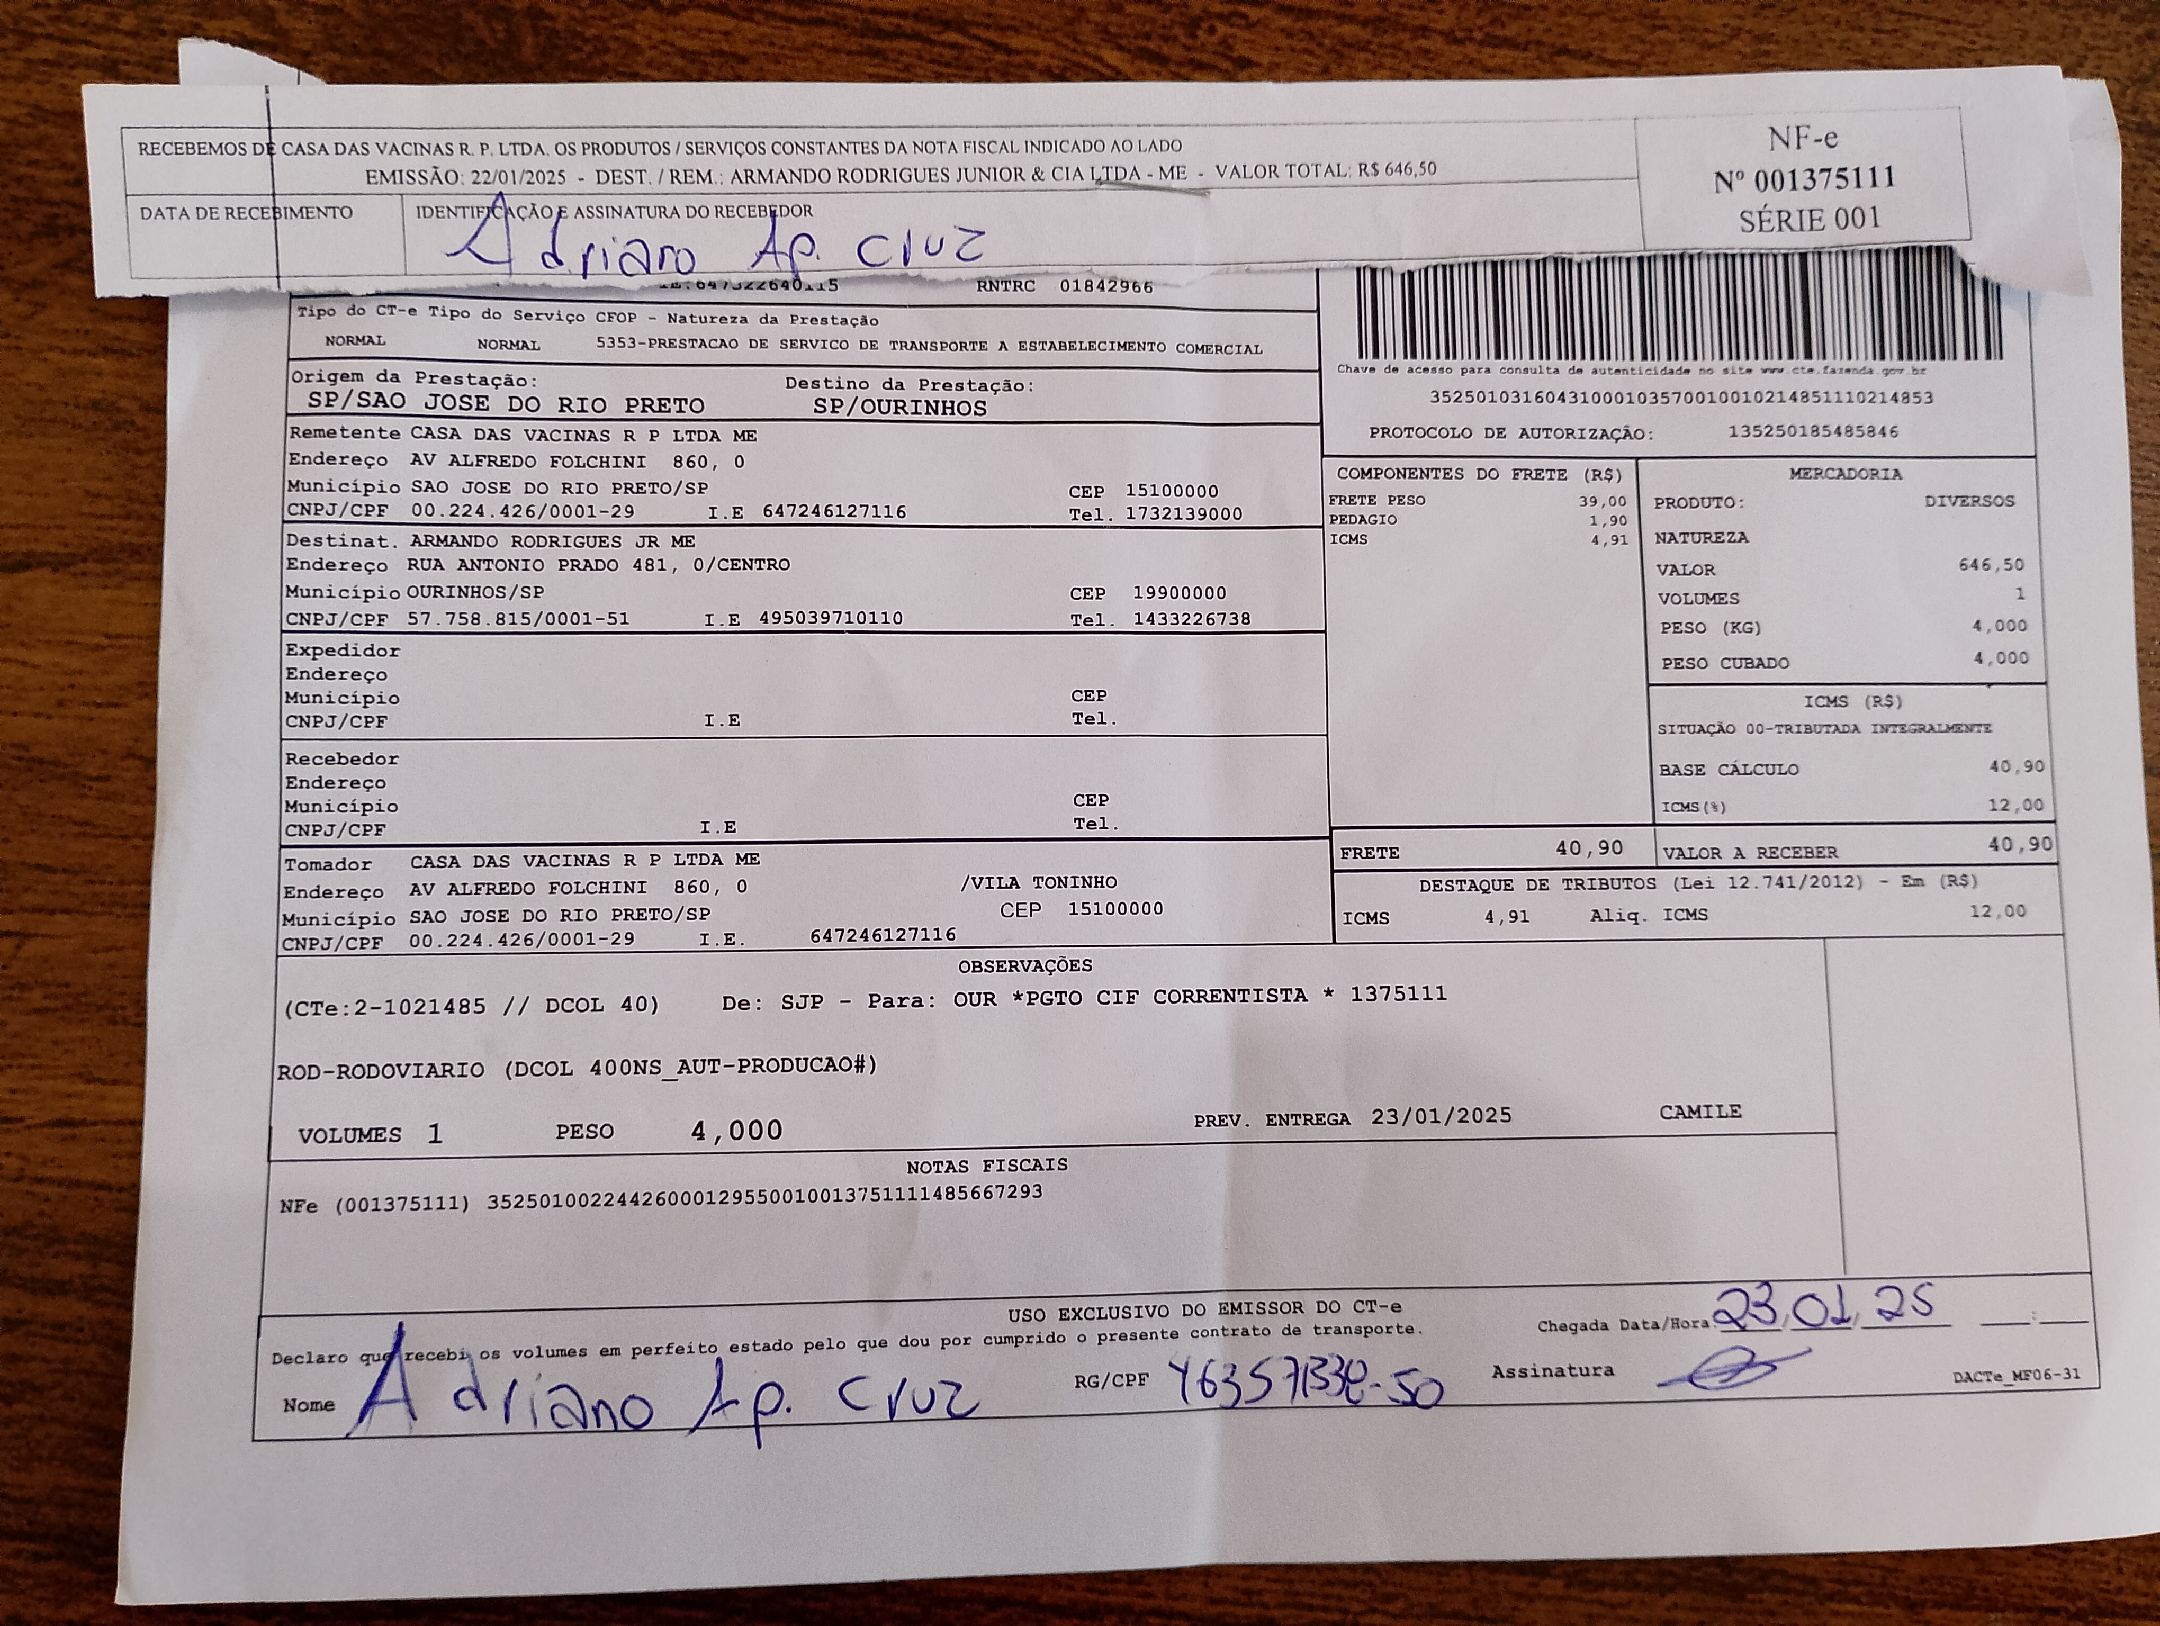 RECEBEMOS DE CASA DAS VACINAS R. P. LTDA. OS PRODUTOS / SERVIÇOS CONSTANTES DA NOTA FISCAL INDICADO AO LADO
EMISSÃO: 22/01/2025 - DEST. / REM.: ARMANDO RODRIGUES JUNIOR & CIA LTDA - ME - VALOR TOTAL: R$ 646,50
NF-e
Nº 001375111
SÉRIE 001
DATA DE RECEBIMENTO
IDENTIFICAÇÃO E ASSINATURA DO RECEBEDOR
Adriano Ap. Cruz
RNTRC 01842966
Tipo do CT-e Tipo do Serviço CFOP - Natureza da Prestação
NORMAL NORMAL 5353-PRESTACAO DE SERVICO DE TRANSPORTE A ESTABELECIMENTO COMERCIAL
Origem da Prestação: Destino da Prestação:
SP/SAO JOSE DO RIO PRETO SP/OURINHOS
Chave de acesso para consulta de autenticidade no site www.cte.fazenda.gov.br
35250103160431000103570010010214851110214853
PROTOCOLO DE AUTORIZAÇÃO: 135250185485846
Remetente CASA DAS VACINAS R P LTDA ME
Endereço AV ALFREDO FOLCHINI 860, 0
Município SAO JOSE DO RIO PRETO/SP CEP 15100000
CNPJ/CPF 00.224.426/0001-29 I.E 647246127116 Tel. 1732139000
Destinat. ARMANDO RODRIGUES JR ME
Endereço RUA ANTONIO PRADO 481, 0/CENTRO
Município OURINHOS/SP CEP 19900000
CNPJ/CPF 57.758.815/0001-51 I.E 495039710110 Tel. 1433226738
Expedidor
Endereço
Município CEP
CNPJ/CPF I.E Tel.
Recebedor
Endereço
Município CEP
CNPJ/CPF I.E Tel.
Tomador CASA DAS VACINAS R P LTDA ME
Endereço AV ALFREDO FOLCHINI 860, 0 /VILA TONINHO
Município SAO JOSE DO RIO PRETO/SP CEP 15100000
CNPJ/CPF 00.224.426/0001-29 I.E. 647246127116
COMPONENTES DO FRETE (R$)
FRETE PESO 39,00
PEDAGIO 1,90
ICMS 4,91
MERCADORIA
PRODUTO: DIVERSOS
NATUREZA
VALOR 646,50
VOLUMES 1
PESO (KG) 4,000
PESO CUBADO 4,000
ICMS (R$)
SITUAÇÃO 00-TRIBUTADA INTEGRALMENTE
BASE CÁLCULO 40,90
ICMS(%) 12,00
FRETE 40,90 VALOR A RECEBER 40,90
DESTAQUE DE TRIBUTOS (Lei 12.741/2012) - Em (R$)
ICMS 4,91 Aliq. ICMS 12,00
OBSERVAÇÕES
(CTe:2-1021485 // DCOL 40) De: SJP - Para: OUR *PGTO CIF CORRENTISTA * 1375111
ROD-RODOVIARIO (DCOL 400NS_AUT-PRODUCAO#)
VOLUMES 1 PESO 4,000 PREV. ENTREGA 23/01/2025 CAMILE
NOTAS FISCAIS
NFe (001375111) 35250100224426000129550010013751111485667293
USO EXCLUSIVO DO EMISSOR DO CT-e
Declaro que recebi os volumes em perfeito estado pelo que dou por cumprido o presente contrato de transporte.
Chegada Data/Hora: 23/01/25
Nome Adriano Ap. Cruz RG/CPF Assinatura
DACTe_MF06-31